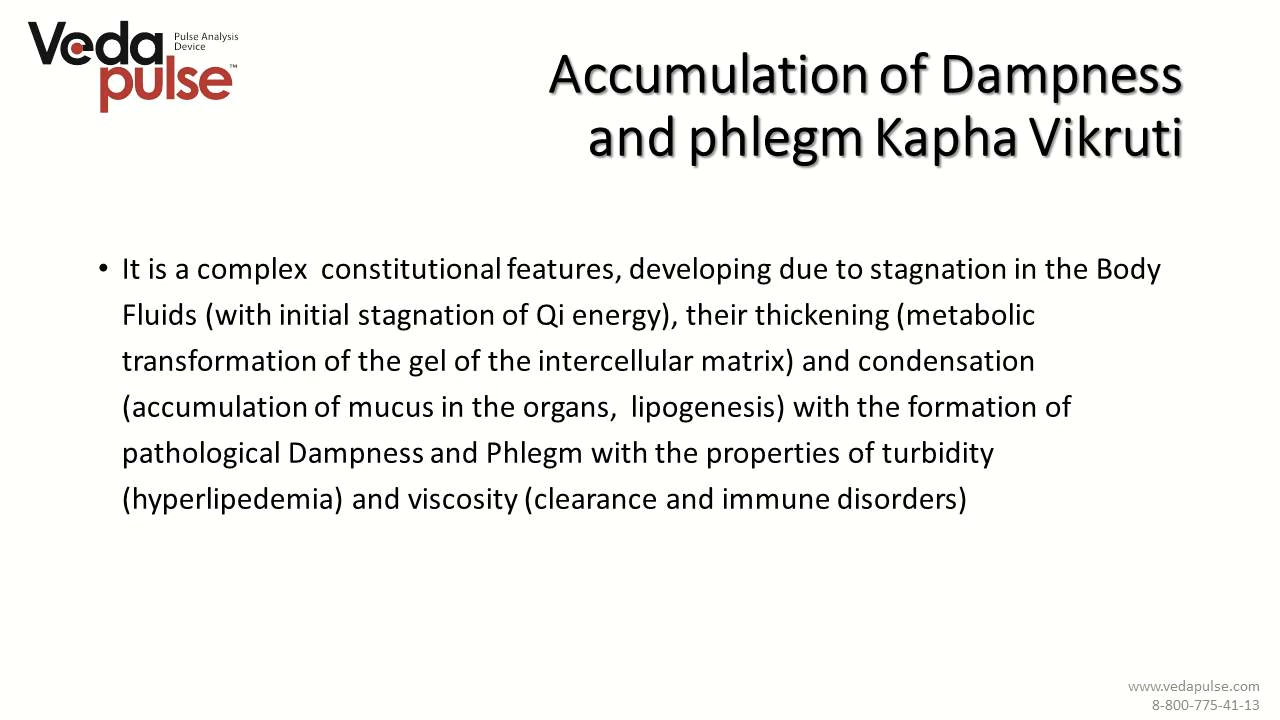 Veda
pulse™
Pulse Analysis
Device
Accumulation of Dampness
and phlegm Kapha Vikruti
• It is a complex constitutional features, developing due to stagnation in the Body
Fluids (with initial stagnation of Qi energy), their thickening (metabolic
transformation of the gel of the intercellular matrix) and condensation
(accumulation of mucus in the organs, lipogenesis) with the formation of
pathological Dampness and Phlegm with the properties of turbidity
(hyperlipedemia) and viscosity (clearance and immune disorders)
www.vedapulse.com
8-800-775-41-13